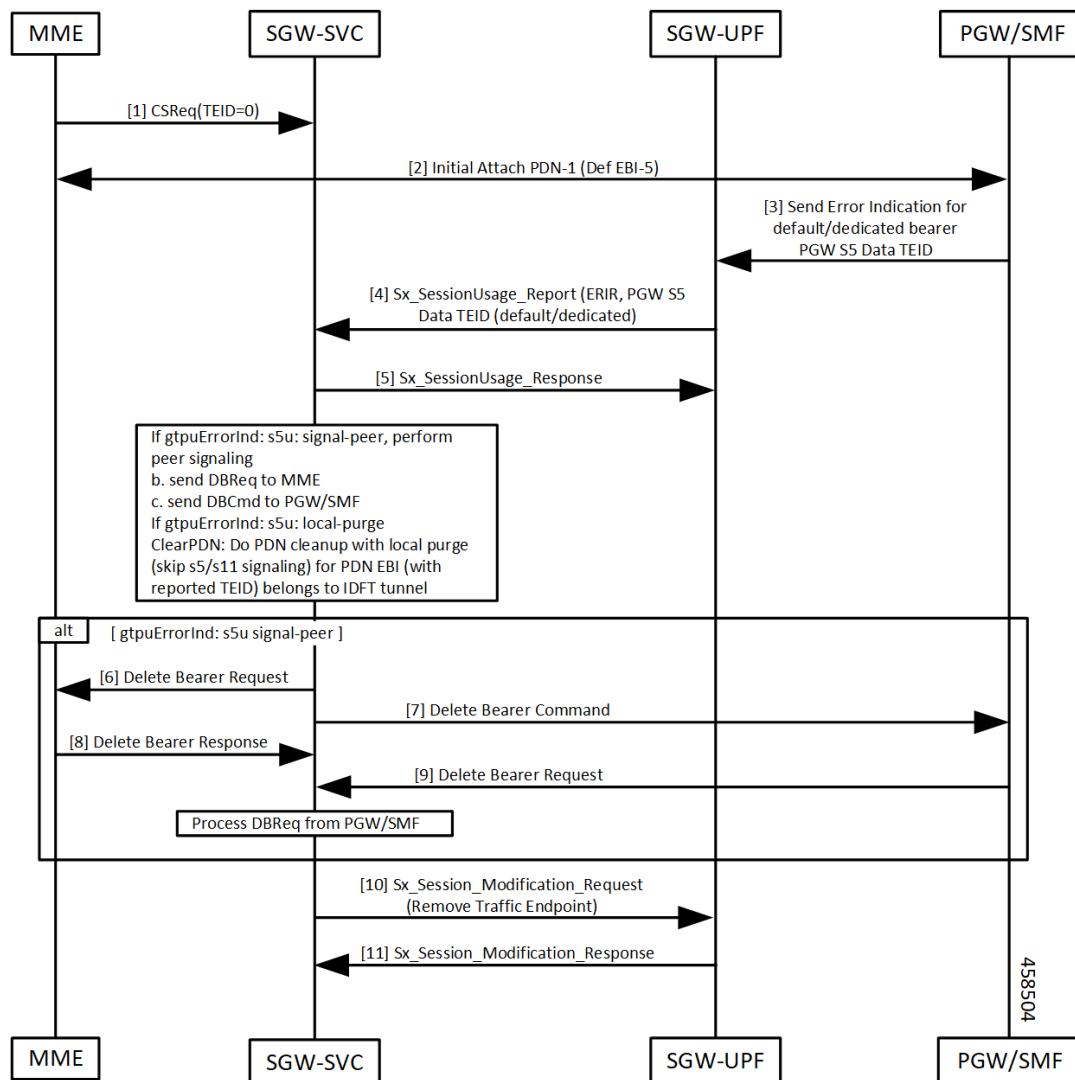 MME
SGW-SVC
SGW-UPF
PGW/SMF
[1] CSReq(TEID=0)
[2] Initial Attach PDN-1 (Def EBI-5)
[3] Send Error Indication for
default/dedicated bearer
PGW S5 Data TEID
[4] Sx_SessionUsage_Report (ERIR, PGW S5
Data TEID (default/dedicated)
[5] Sx_SessionUsage_Response
If gtpuErrorInd: s5u: signal-peer, perform
peer signaling
b. send DBReq to MME
c. send DBCmd to PGW/SMF
If gtpuErrorInd: s5u: local-purge
ClearPDN: Do PDN cleanup with local purge
(skip s5/s11 signaling) for PDN EBI (with
reported TEID) belongs to IDFT tunnel
alt
[ gtpuErrorInd: s5u signal-peer ]
[6] Delete Bearer Request
[7] Delete Bearer Command
[8] Delete Bearer Response
[9] Delete Bearer Request
Process DBReq from PGW/SMF
[10] Sx_Session_Modification_Request
(Remove Traffic Endpoint)
[11] Sx_Session_Modification_Response
458504
MME
SGW-SVC
SGW-UPF
PGW/SMF